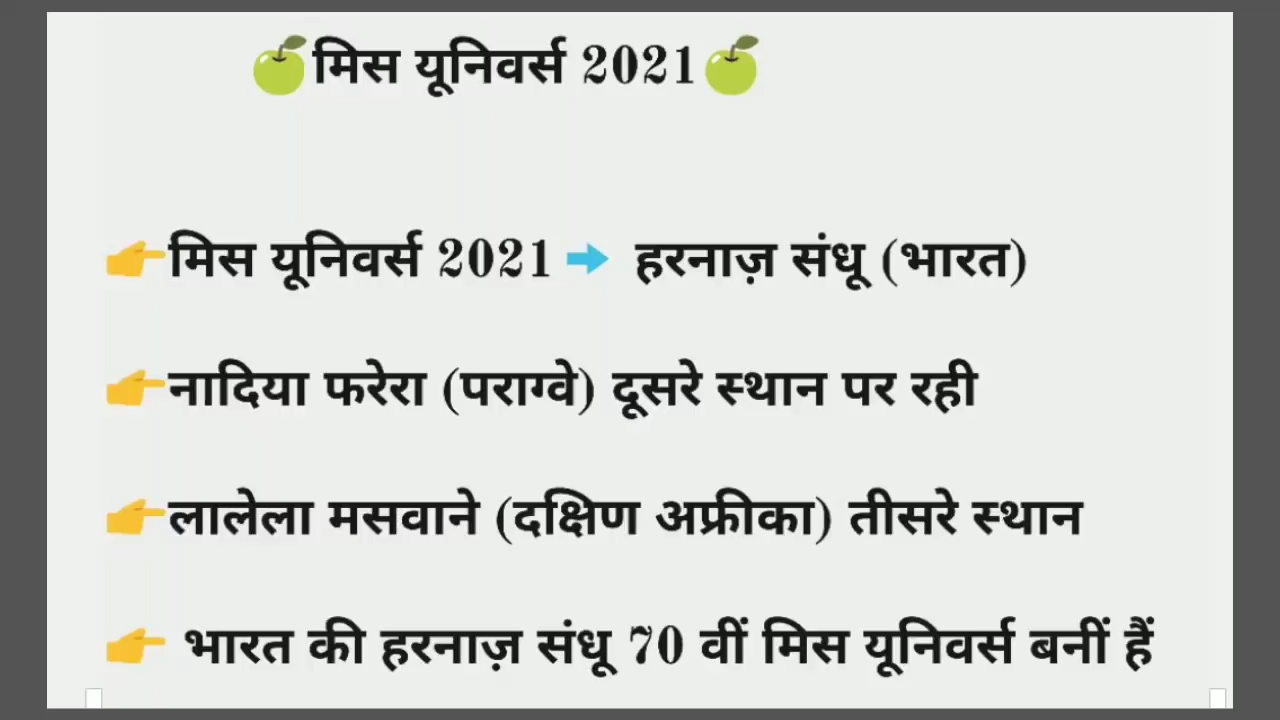 🍏मिस यूनिवर्स 2021🍏
👉मिस यूनिवर्स 2021➡ हरनाज़ संधू (भारत)
👉नादिया फरेरा (पराग्वे) दूसरे स्थान पर रही
👉लालेला मसवाने (दक्षिण अफ्रीका) तीसरे स्थान
👉 भारत की हरनाज़ संधू 70 वीं मिस यूनिवर्स बनीं हैं